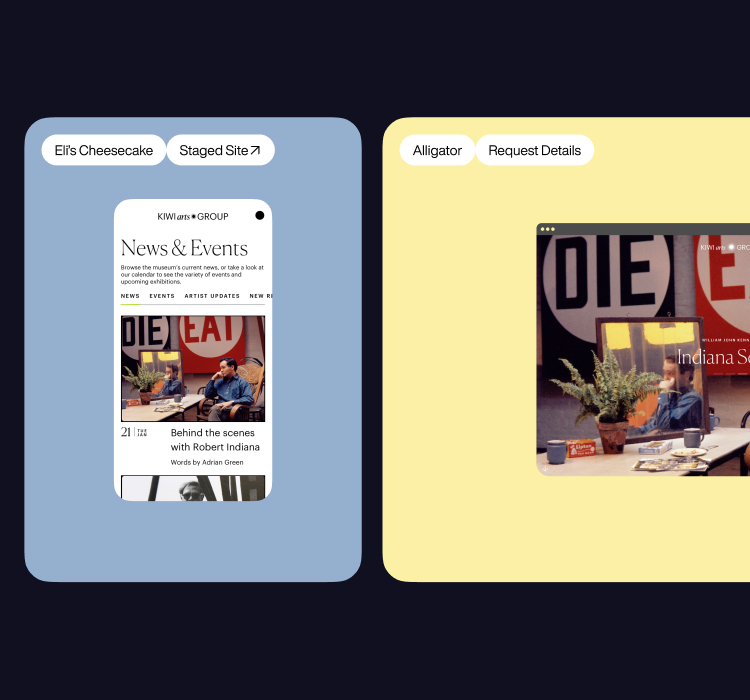 Eli's Cheesecake
Staged Site
KIWI arts GROUP
News & Events
Browse the museum's current news, or take a look at
our calendar to see the variety of events and
upcoming exhibitions.
NEWS EVENTS ARTIST UPDATES NEW
DIE EAT
21 TUE
JAN
Behind the scenes
with Robert Indiana
Words by Adrian Green
Alligator
Request Details
KIWI arts
DIE
WILLIAM JOHN
Indiana